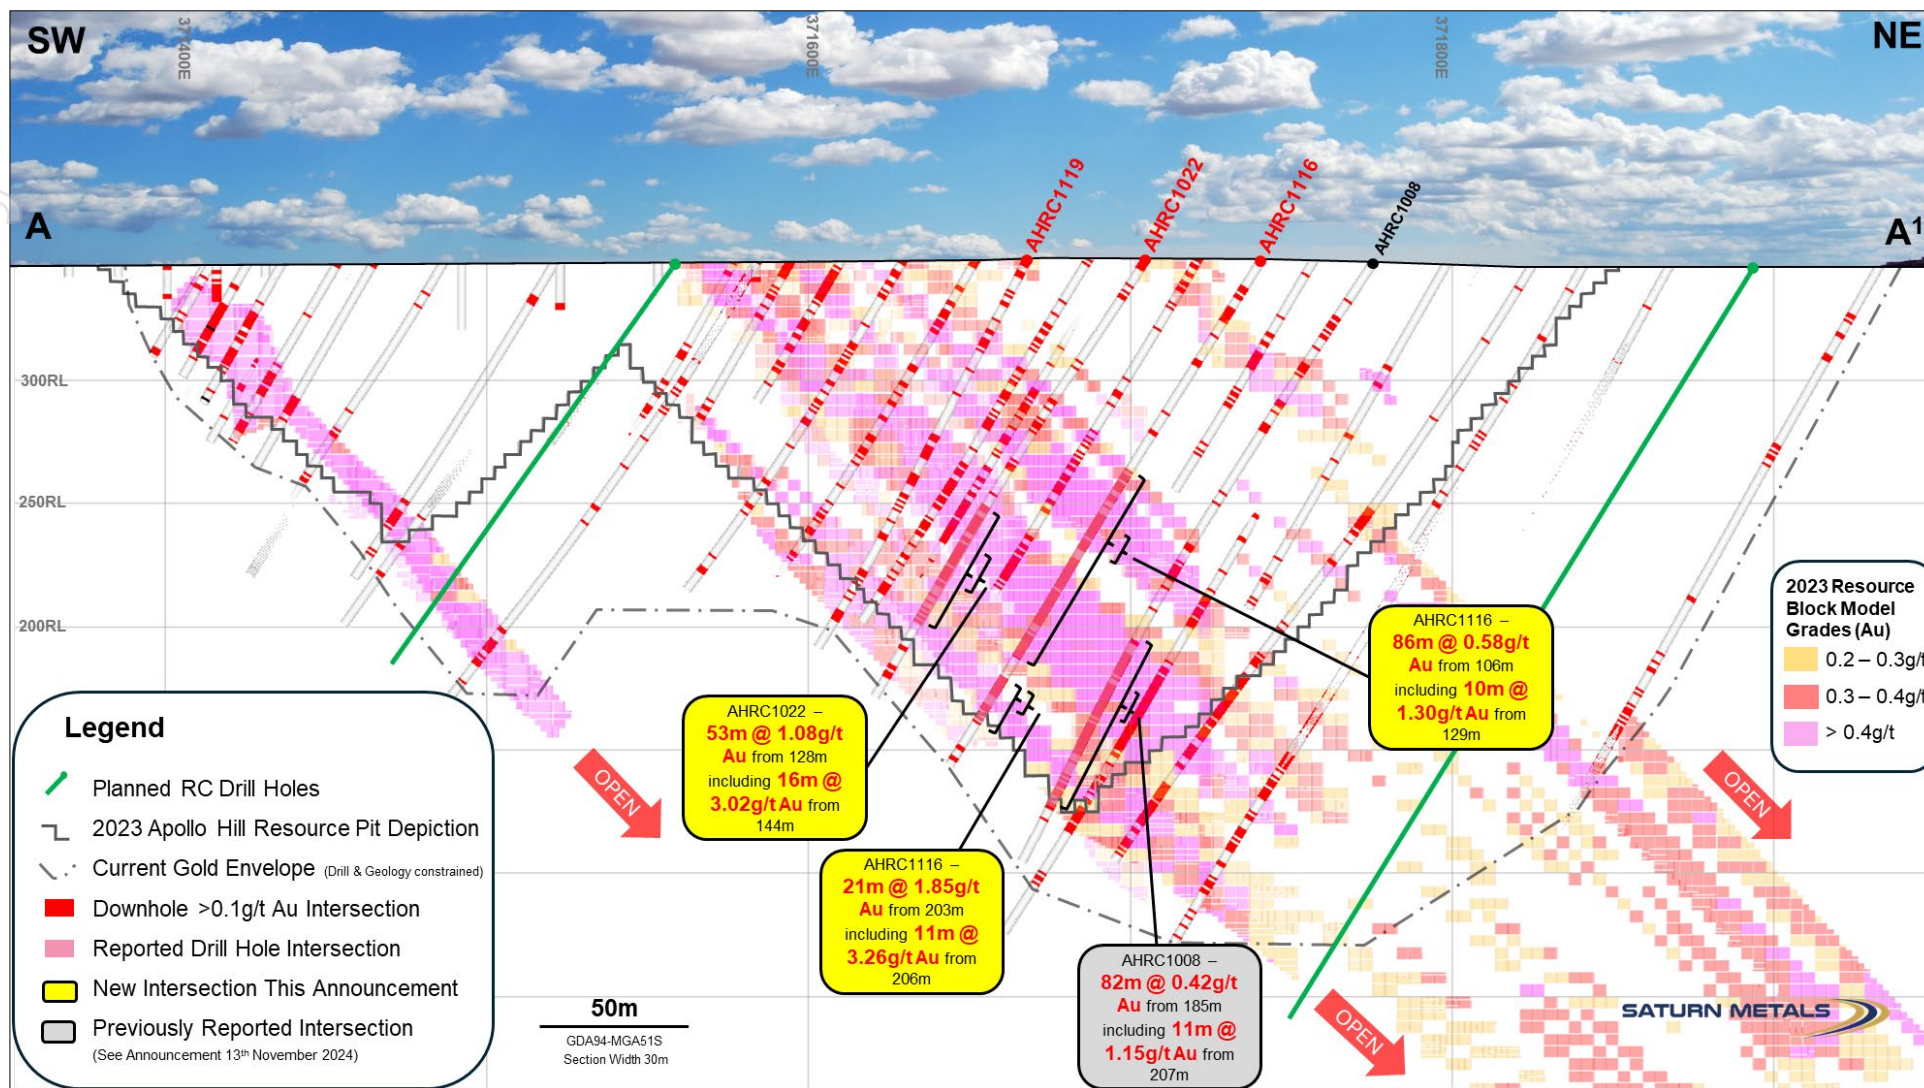 SW
371400E
371600E
371800E
NE
A
A¹
AHRC1119
AHRC1022
AHRC1116
AHRC1008
300RL
250RL
200RL
AHRC1022 –
53m @ 1.08g/t
Au from 128m
including 16m @
3.02g/t Au from
144m
AHRC1116 –
21m @ 1.85g/t
Au from 203m
including 11m @
3.26g/t Au from
206m
AHRC1008 –
82m @ 0.42g/t
Au from 185m
including 11m @
1.15g/t Au from
207m
AHRC1116 –
86m @ 0.58g/t
Au from 106m
including 10m @
1.30g/t Au from
129m
2023 Resource
Block Model
Grades (Au)
0.2 – 0.3g/t
0.3 – 0.4g/t
> 0.4g/t
OPEN
OPEN
OPEN
Legend
Planned RC Drill Holes
2023 Apollo Hill Resource Pit Depiction
Current Gold Envelope (Drill & Geology constrained)
Downhole >0.1g/t Au Intersection
Reported Drill Hole Intersection
New Intersection This Announcement
Previously Reported Intersection
(See Announcement 13th November 2024)
50m
GDA94-MGA51S
Section Width 30m
SATURN METALS